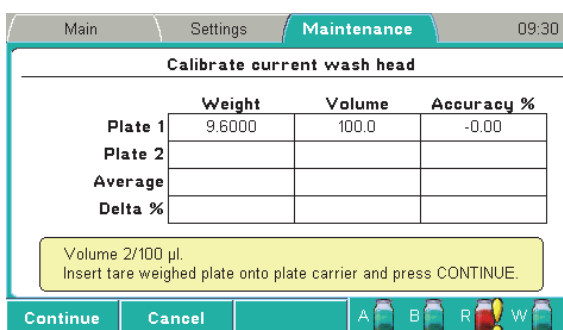 Main Settings Maintenance 09:30
Calibrate current wash head
Weight Volume Accuracy %
Plate 1 9.6000 100.0 -0.00
Plate 2
Average
Delta %
Volume 2/100 µl.
Insert tare weighed plate onto plate carrier and press CONTINUE.
Continue Cancel A B R W